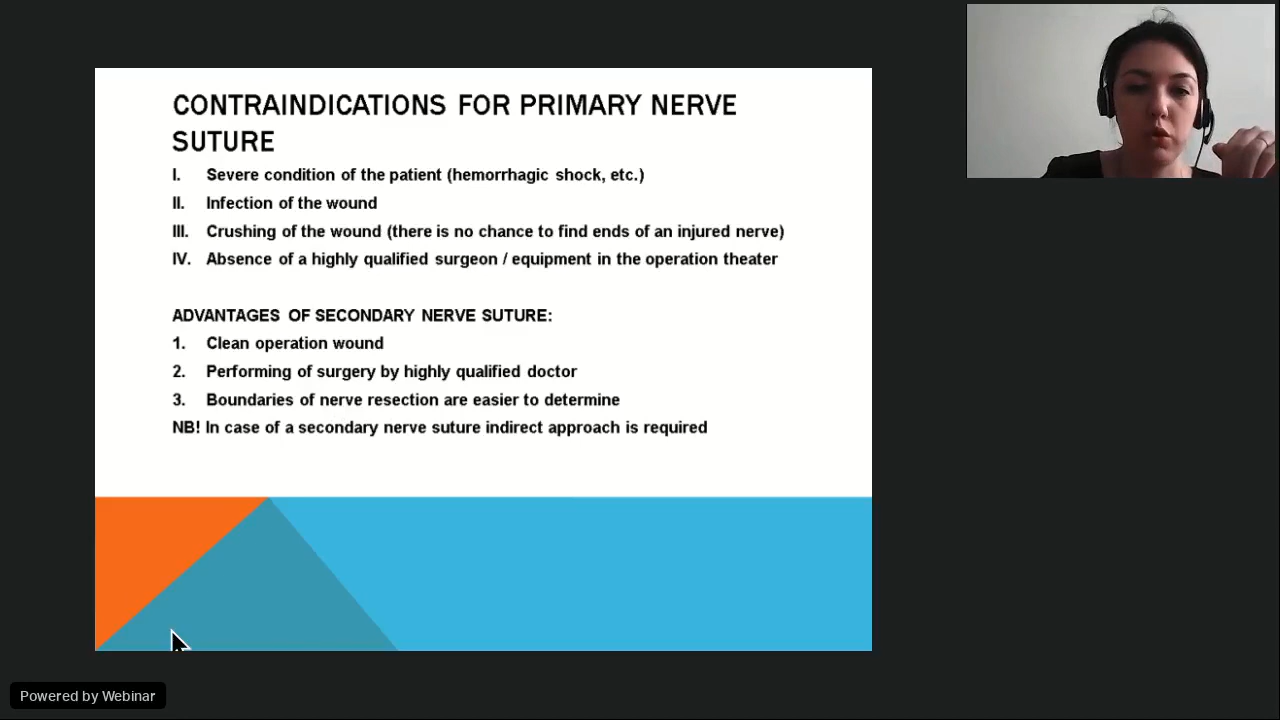 CONTRAINDICATIONS FOR PRIMARY NERVE
SUTURE
I. Severe condition of the patient (hemorrhagic shock, etc.)
II. Infection of the wound
III. Crushing of the wound (there is no chance to find ends of an injured nerve)
IV. Absence of a highly qualified surgeon / equipment in the operation theater
ADVANTAGES OF SECONDARY NERVE SUTURE:
1. Clean operation wound
2. Performing of surgery by highly qualified doctor
3. Boundaries of nerve resection are easier to determine
NB! In case of a secondary nerve suture indirect approach is required
Powered by Webinar